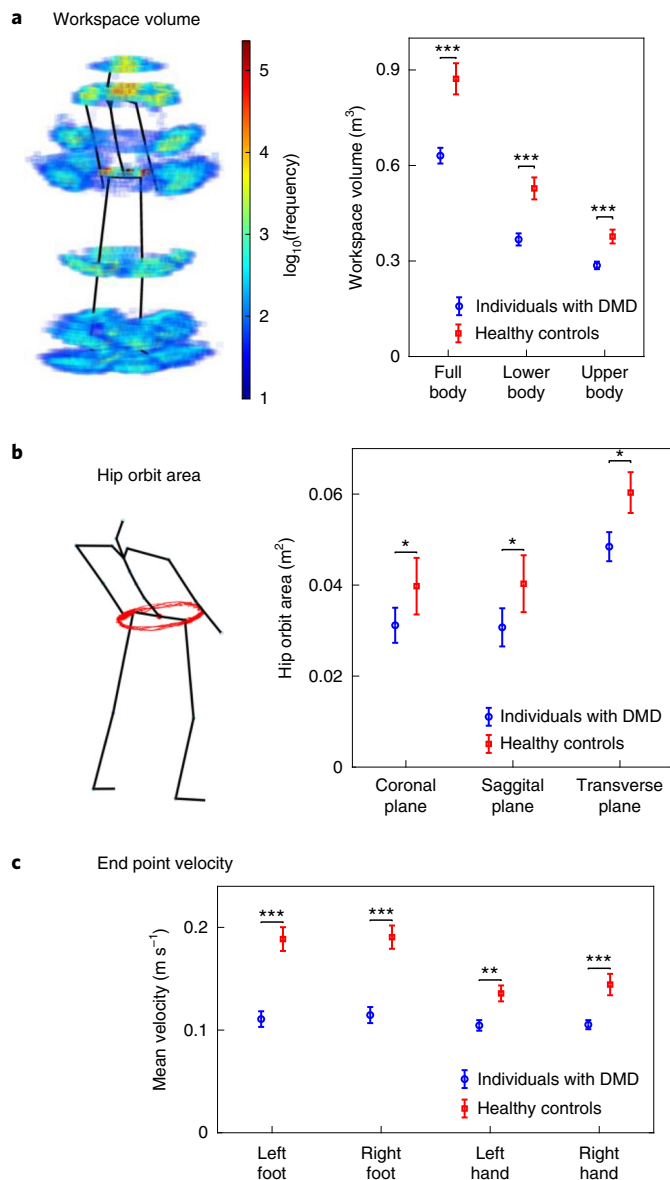 a Workspace volume
5
4
3
2
1
log10(frequency)
Workspace volume (m3)
0.9
0.6
0.3
0
***
***
***
Individuals with DMD
Healthy controls
Full body
Lower body
Upper body
b
Hip orbit area
Hip orbit area (m2)
0.06
0.04
0.02
0
*
*
*
Individuals with DMD
Healthy controls
Coronal plane
Saggital plane
Transverse plane
c End point velocity
Mean velocity (m s−1)
0.2
0.1
0
***
***
**
***
Individuals with DMD
Healthy controls
Left foot
Right foot
Left hand
Right hand